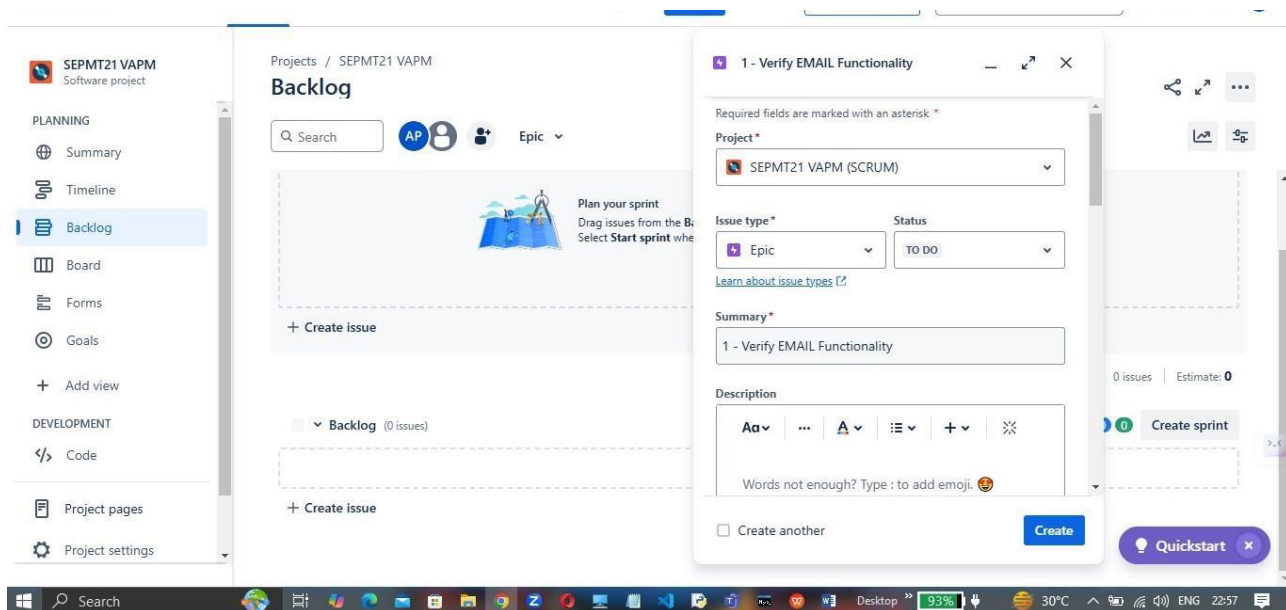 SEPMT21 VAPM
Software project
PLANNING
Summary
Timeline
Backlog
Board
Forms
Goals
Add view
DEVELOPMENT
Code
Project pages
Project settings
Projects / SEPMT21 VAPM
Backlog
Search
AP
Epic
Plan your sprint
Drag issues from the
Select Start sprint
+ Create issue
0 issues Estimate: 0
Backlog (0 issues)
0 Create sprint
+ Create issue
1 - Verify EMAIL Functionality
Required fields are marked with an asterisk *
Project *
SEPMT21 VAPM (SCRUM)
Issue type * Status
Epic TO DO
Learn about issue types
Summary *
1 - Verify EMAIL Functionality
Description
Aa ... A
Words not enough? Type : to add emoji. 🤩
Create another
Create
Quickstart
Search Desktop 93% 30°C ENG 22:57